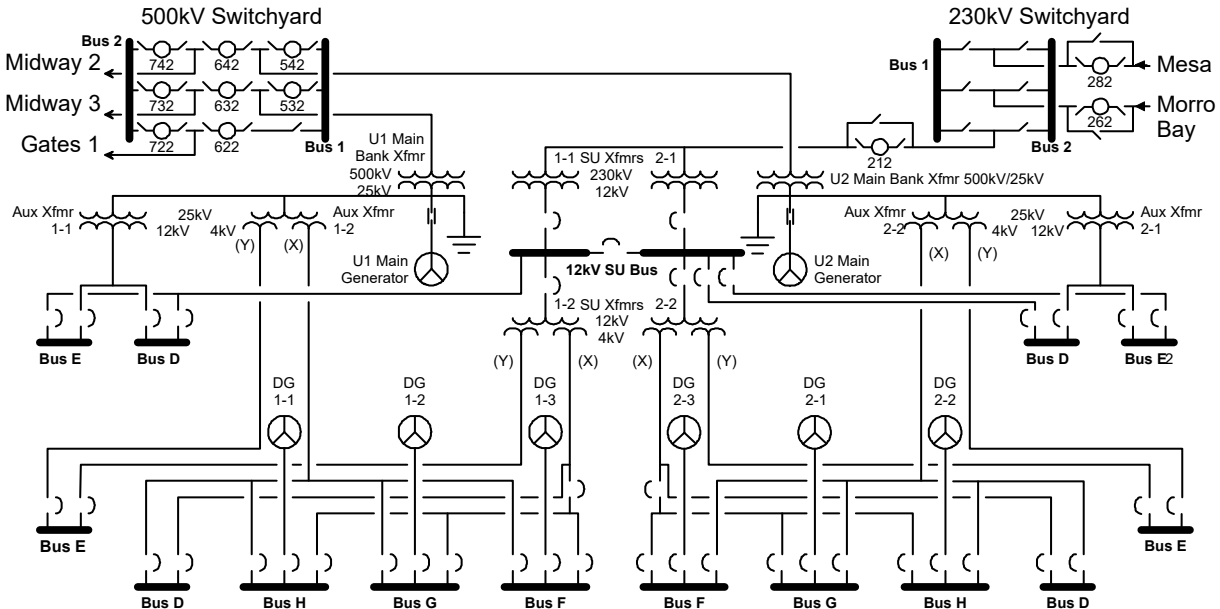 500kV Switchyard
230kV Switchyard
Bus 2
742
642
542
Midway 2
732
632
532
Midway 3
722
622
Gates 1
Bus 1
Bus 1
Mesa
282
Morro
Bay
262
Bus 2
212
U1 Main
Bank Xfmr
500kV
25kV
1-1 SU Xfmrs 2-1
230kV
12kV
U2 Main Bank Xfmr 500kV/25kV
Aux Xfmr
1-1
25kV
12kV
4kV
(Y)
(X)
Aux Xfmr
1-2
Aux Xfmr
2-2
25kV
4kV
12kV
(X)
(Y)
Aux Xfmr
2-1
U1 Main
Generator
12kV SU Bus
U2 Main
Generator
1-2 SU Xfmrs 2-2
12kV
4kV
(Y)
(X)
(X)
(Y)
Bus E
Bus D
Bus D
Bus E2
DG
1-1
DG
1-2
DG
1-3
DG
2-3
DG
2-1
DG
2-2
Bus E
Bus E
Bus D
Bus H
Bus G
Bus F
Bus F
Bus G
Bus H
Bus D